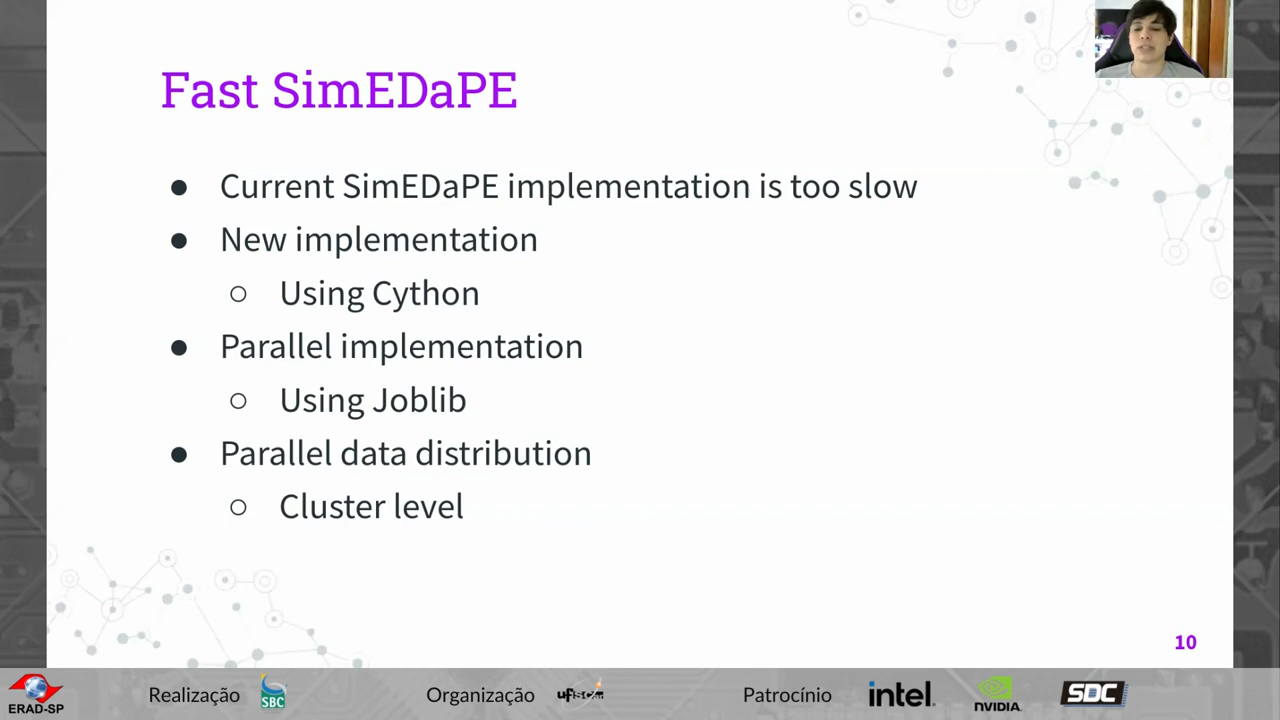 Fast SimEDaPE
● Current SimEDaPE implementation is too slow
● New implementation
○ Using Cython
● Parallel implementation
○ Using Joblib
● Parallel data distribution
○ Cluster level
10
ERAD-SP
Realização
SBC
Organização
ufscar
Patrocínio
intel.
NVIDIA.
SDC